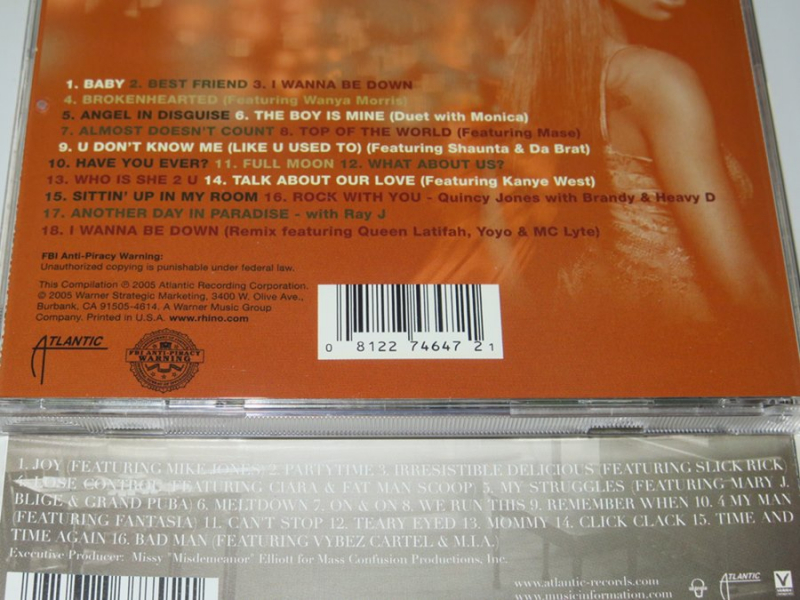 1. BABY 2. BEST FRIEND 3. I WANNA BE DOWN
4. BROKENHEARTED (Featuring Wanya Morris)
5. ANGEL IN DISGUISE 6. THE BOY IS MINE (Duet with Monica)
7. ALMOST DOESN'T COUNT 8. TOP OF THE WORLD (Featuring Mase)
9. U DON'T KNOW ME (LIKE U USED TO) (Featuring Shaunta & Da Brat)
10. HAVE YOU EVER? 11. FULL MOON 12. WHAT ABOUT US?
13. WHO IS SHE 2 U 14. TALK ABOUT OUR LOVE (Featuring Kanye West)
15. SITTIN' UP IN MY ROOM 16. ROCK WITH YOU - Quincy Jones with Brandy & Heavy D
17. ANOTHER DAY IN PARADISE - with Ray J
18. I WANNA BE DOWN (Remix featuring Queen Latifah, Yoyo & MC Lyte)
FBI Anti-Piracy Warning:
Unauthorized copying is punishable under federal law.
This Compilation ℗ 2005 Atlantic Recording Corporation.
© 2005 Warner Strategic Marketing, 3400 W. Olive Ave.,
Burbank, CA 91505-4614. A Warner Music Group
Company. Printed in U.S.A. www.rhino.com
ATLANTIC
FBI ANTI-PIRACY
WARNING
0 81227 46472 1
1. JOY (FEATURING MIKE JONES) 2. PARTYTIME 3. IRRESISTIBLE DELICIOUS (FEATURING SLICK RICK)
4. LOSE CONTROL (FEATURING CIARA & FAT MAN SCOOP) 5. MY STRUGGLES (FEATURING MARY J.
BLIGE & GRAND PUBA) 6. MELTDOWN 7. ON & ON 8. WE RUN THIS 9. REMEMBER WHEN 10. 4 MY MAN
(FEATURING FANTASIA) 11. CAN'T STOP 12. TEARY EYED 13. MOMMY 14. CLICK CLACK 15. TIME AND
TIME AGAIN 16. BAD MAN (FEATURING VYBEZ CARTEL & M.I.A.)
Executive Producer: Missy "Misdemeanor" Elliott for Mass Confusion Productions, Inc.
www.atlantic-records.com
www.musicinformation.com
ATLANTIC